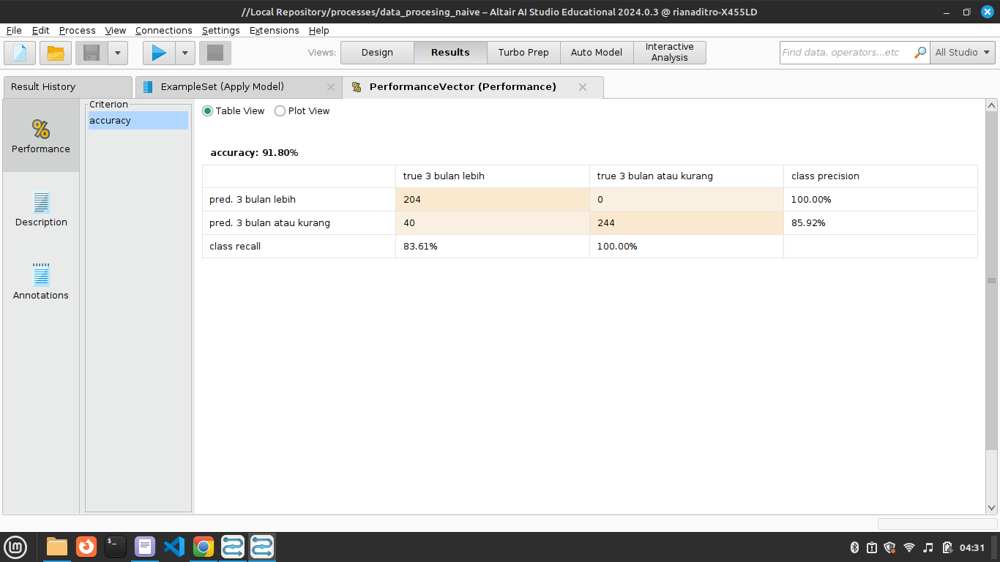 //Local Repository/processes/data_procesing_naive – Altair AI Studio Educational 2024.0.3 @ rianaditro-X455LD
File Edit Process View Connections Settings Extensions Help
Views: Design Results Turbo Prep Auto Model Interactive Analysis Find data, operators...etc All Studio
Result History ExampleSet (Apply Model) PerformanceVector (Performance)
Performance
Description
Annotations
Criterion
accuracy
Table View Plot View
accuracy: 91.80%
true 3 bulan lebih true 3 bulan atau kurang class precision
pred. 3 bulan lebih 204 0 100.00%
pred. 3 bulan atau kurang 40 244 85.92%
class recall 83.61% 100.00%
04:31